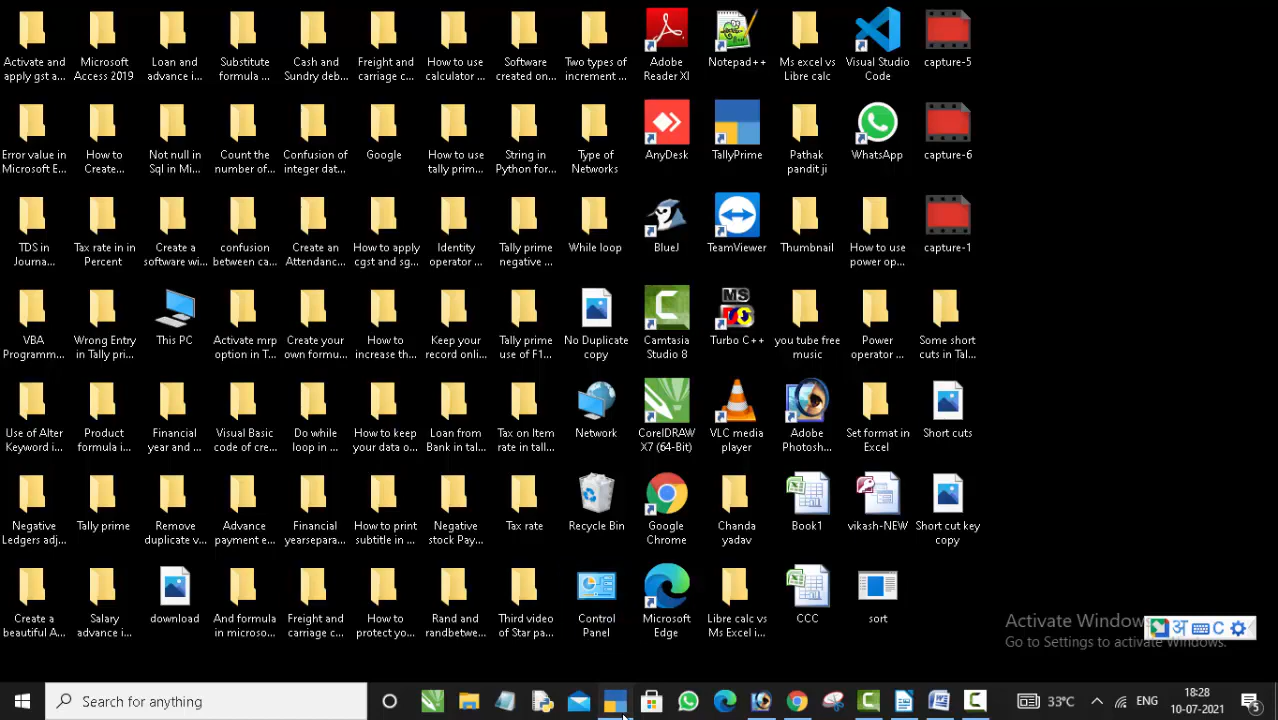 Activate and apply gst a...
Microsoft Access 2019
Loan and advance i...
Substitute formula ...
Cash and Sundry deb...
Freight and carriage c...
How to use calculator ...
Software created on...
Two types of increment ...
Adobe Reader XI
Notepad++
Ms excel vs Libre calc
Visual Studio Code
capture-5
Error value in Microsoft E...
How to Create...
Not null in Sql in Mi...
Count the number of...
Confusion of integer dat...
Google
How to use tally prim...
String in Python for...
Type of Networks
AnyDesk
TallyPrime
Pathak pandit ji
WhatsApp
capture-6
TDS in Journa...
Tax rate in in Percent
Create a software wi...
confusion between ca...
Create an Attendanc...
How to apply cgst and sg...
Identity operator ...
Tally prime negative ...
While loop
BlueJ
TeamViewer
Thumbnail
How to use power op...
capture-1
VBA Programm...
Wrong Entry in Tally pri...
This PC
Activate mrp option in T...
Create your own formu...
How to increase th...
Keep your record onli...
Tally prime use of F1...
No Duplicate copy
Camtasia Studio 8
MS
Turbo C++
you tube free music
Power operator ...
Some short cuts in Tal...
Use of Alter Keyword i...
Product formula i...
Financial year and ...
Visual Basic code of cre...
Do while loop in ...
How to keep your data o...
Loan from Bank in tal...
Tax on Item rate in tall...
Network
CorelDRAW X7 (64-Bit)
VLC media player
Adobe Photosh...
Set format in Excel
Short cuts
Negative Ledgers adj...
Tally prime
Remove duplicate v...
Advance payment e...
Financial yearsepara...
How to print subtitle in ...
Negative stock Pay...
Tax rate
Recycle Bin
Google Chrome
Chanda yadav
Book1
vikash-NEW
Short cut key copy
Create a beautiful A...
Salary advance i...
download
And formula in microso...
Freight and carriage c...
How to protect yo...
Rand and randbetwe...
Third video of Star pa...
Control Panel
Microsoft Edge
Libre calc vs Ms Excel i...
CCC
sort
Activate Window
Go to Settings to activate Windows.
अ C
Search for anything
33°C
ENG
18:28
10-07-2021
5